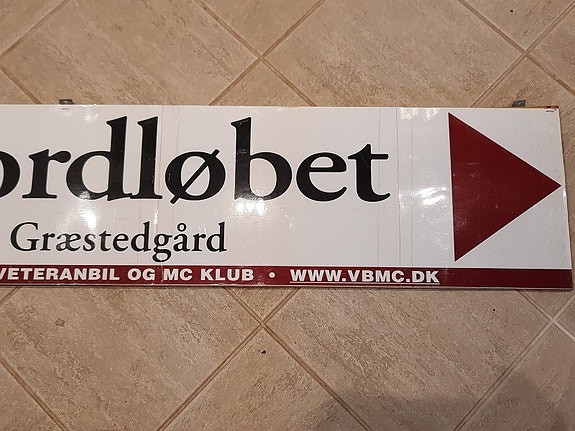 ordløbet
Græstedgård
VETERANBIL OG MC KLUB • WWW.VBMC.DK